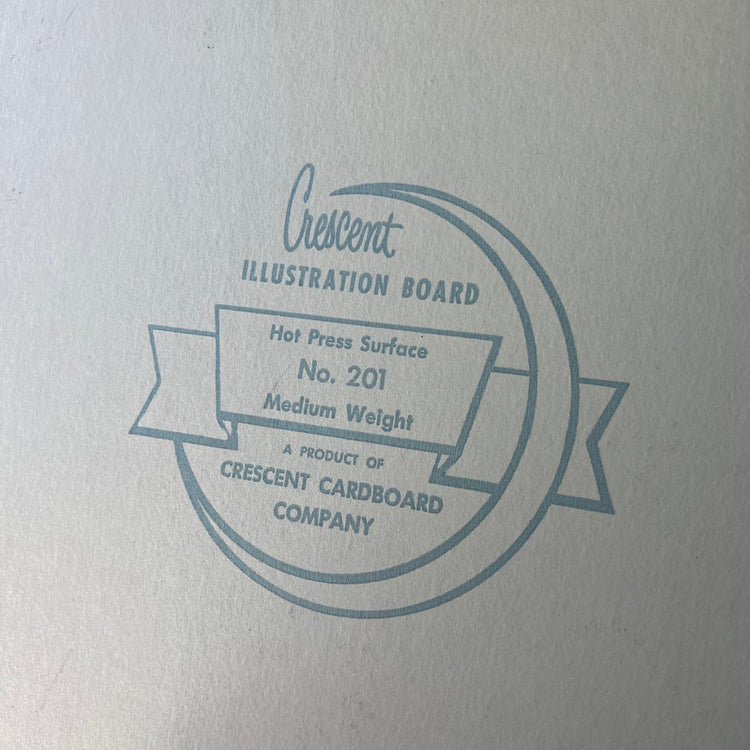 Crescent
ILLUSTRATION BOARD
Hot Press Surface
No. 201
Medium Weight
A PRODUCT OF
CRESCENT CARDBOARD
COMPANY